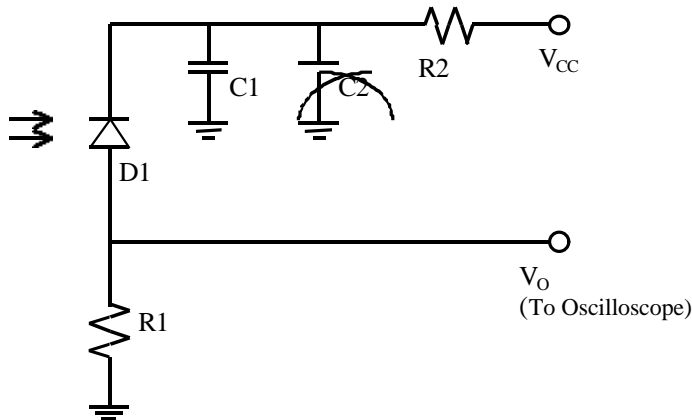 R2
V_CC
C1
C2
D1
V_O
(To Oscilloscope)
R1